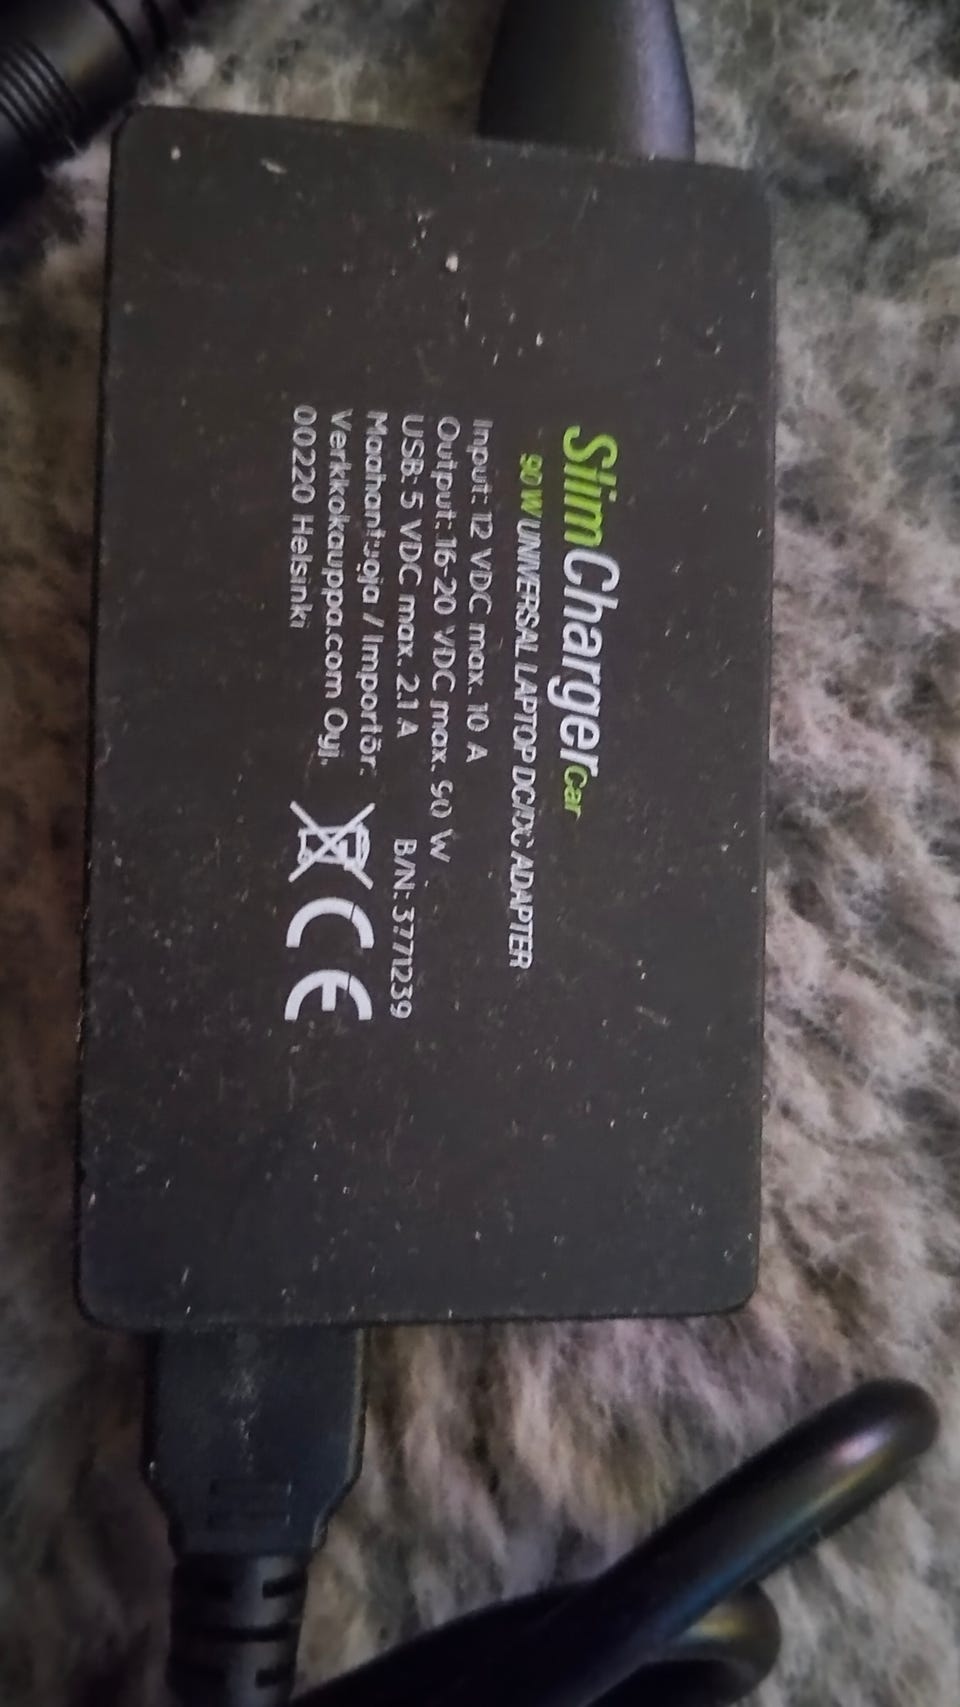 SlimCharger car
90 W UNIVERSAL LAPTOP DC/DC ADAPTER
Input: 12 VDC max. 10 A
Output: 16-20 VDC max. 90 W
USB: 5 VDC max. 2.1 A
B/N: 3771239
Maahantuoja / Importör:
Verkkokauppa.com Oyj,
00220 Helsinki
CE